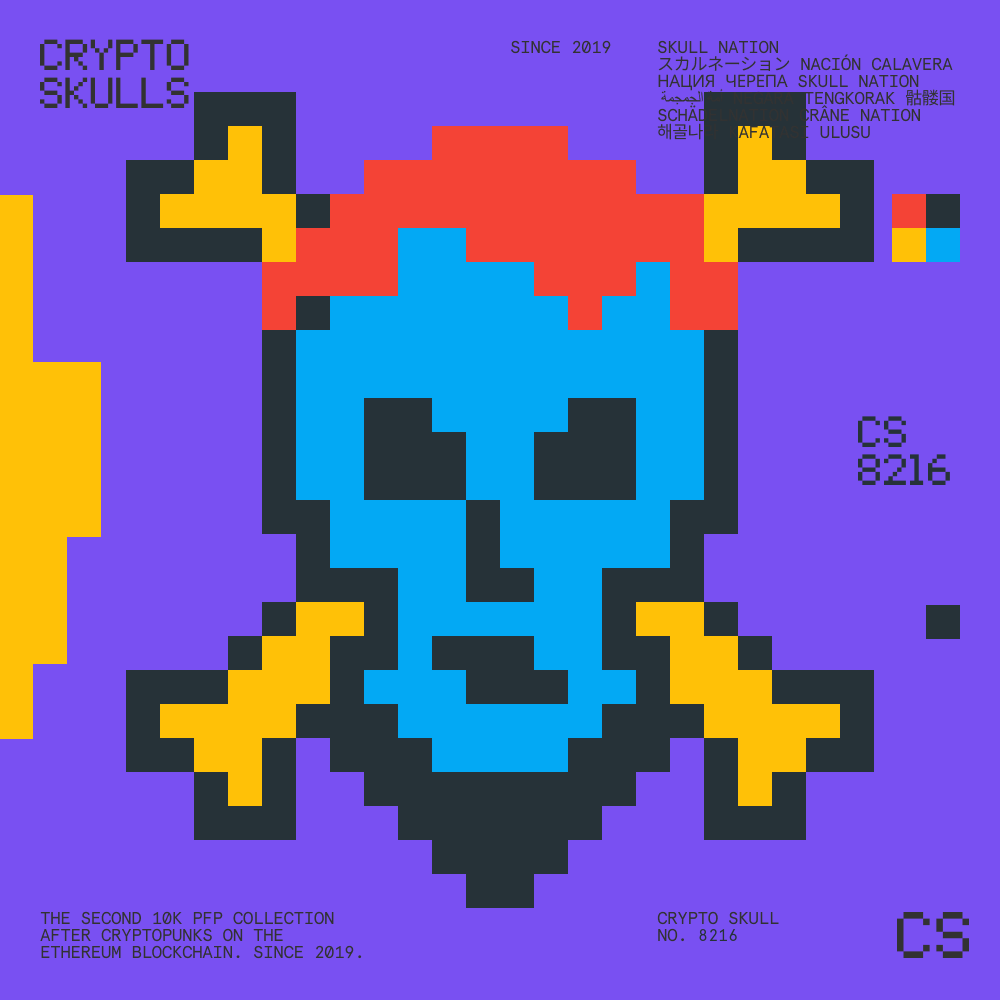 CRYPTO
SKULLS
SINCE 2019
SKULL NATION
スカルネーション NACIÓN CALAVERA
НАЦИЯ ЧЕРЕПА SKULL NATION
الجمجمة TENGKORAK 骷髅国
CRÂNE NATION
ULUSU
CS
8216
THE SECOND 10K PFP COLLECTION
AFTER CRYPTOPUNKS ON THE
ETHEREUM BLOCKCHAIN. SINCE 2019.
CRYPTO SKULL
NO. 8216
CS